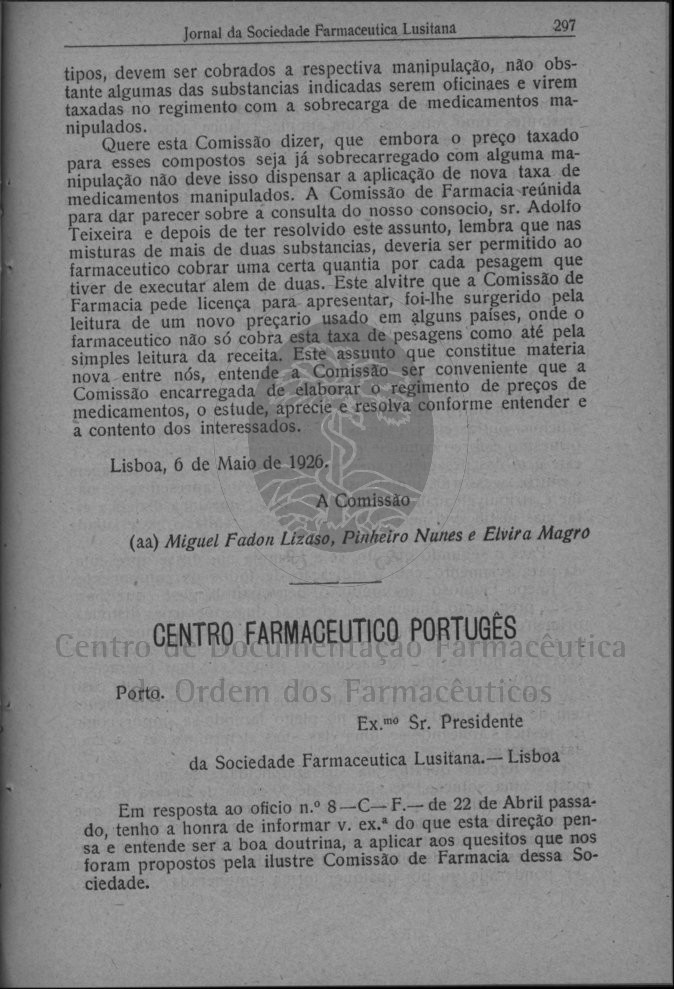 Jornal da Sociedade Farmaceutica Lusitana 297
tipos, devem ser cobrados a respectiva manipulação, não obs-
tante algumas das substancias indicadas serem oficinaes e virem
taxadas no regimento com a sobrecarga de medicamentos ma-
nipulados.
Quere esta Comissão dizer, que embora o preço taxado
para esses compostos seja já sobrecarregado com alguma ma-
nipulação não deve isso dispensar a aplicação de nova taxa de
medicamentos manipulados. A Comissão de Farmacia reúnida
para dar parecer sobre á consulta do nosso consocio, sr. Adolfo
Teixeira e depois de ter resolvido este assunto, lembra que nas
misturas de mais de duas substancias, deveria ser permitido ao
farmaceutico cobrar uma certa quantia por cada pesagem que
tiver de executar alem de duas. Este alvitre que a Comissão de
Farmacia pede licença para apresentar, foi-lhe surgerido pela
leitura de um novo preçario usado em alguns países, onde o
farmaceutico não só cobra esta taxa de pesagens como até pela
simples leitura da receita. Este assunto que constitue materia
nova entre nós, entende a Comissão ser conveniente que a
Comissão encarregada de elaborar o regimento de preços de
medicamentos, o estude, aprecie e resolva conforme entender e
a contento dos interessados.
Lisboa, 6 de Maio de 1926.
A Comissão
(aa) Miguel Fadon Lizaso, Pinheiro Nunes e Elvira Magro
CENTRO FARMACEUTICO PORTUGÊS
Centro de Documentação Farmacêutica
da Ordem dos Farmacêuticos
Porto.
Ex.mo Sr. Presidente
da Sociedade Farmaceutica Lusitana.— Lisboa
Em resposta ao oficio n.º 8—C—F.— de 22 de Abril passa-
do, tenho a honra de informar v. ex.ª do que esta direção pen-
sa e entende ser a boa doutrina, a aplicar aos quesitos que nos
foram propostos pela ilustre Comissão de Farmacia dessa So-
ciedade.